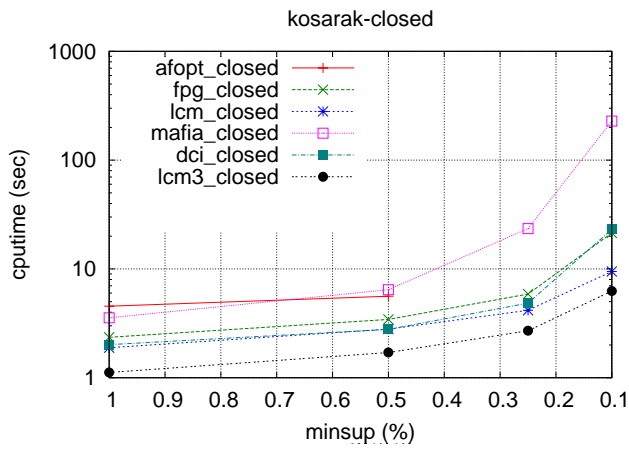 kosarak-closed
cputime (sec)
1000
100
10
1
afopt_closed
fpg_closed
lcm_closed
mafia_closed
dci_closed
lcm3_closed
1 0.9 0.8 0.7 0.6 0.5 0.4 0.3 0.2 0.1
minsup (%)